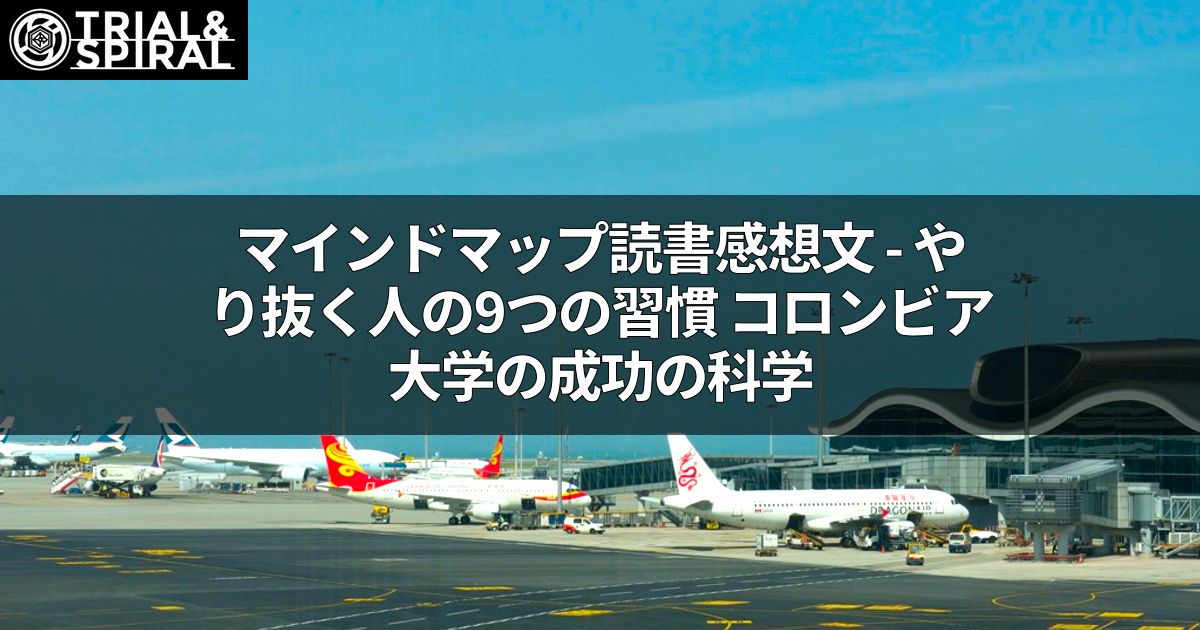 TRIAL&
SPIRAL
マインドマップ読書感想文 - や
り抜く人の9つの習慣 コロンビア
大学の成功の科学
DRAGONAIR